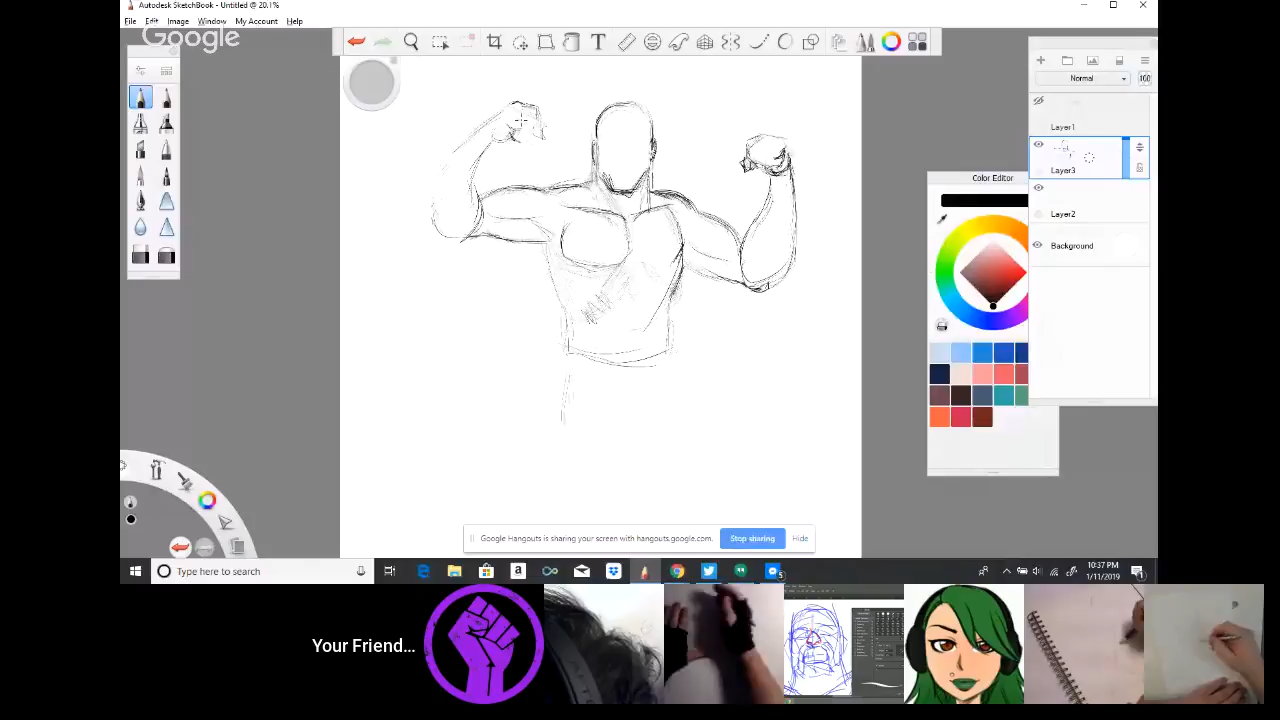 Autodesk SketchBook - Untitled @ 20.1%
File Edit Image Window My Account Help
Google
T
Normal
100
Layer1
Layer3
Layer2
Background
Color Editor
Google Hangouts is sharing your screen with hangouts.google.com.
Stop sharing
Hide
Type here to search
a
5
10:37 PM
1/11/2019
1
Your Friend...